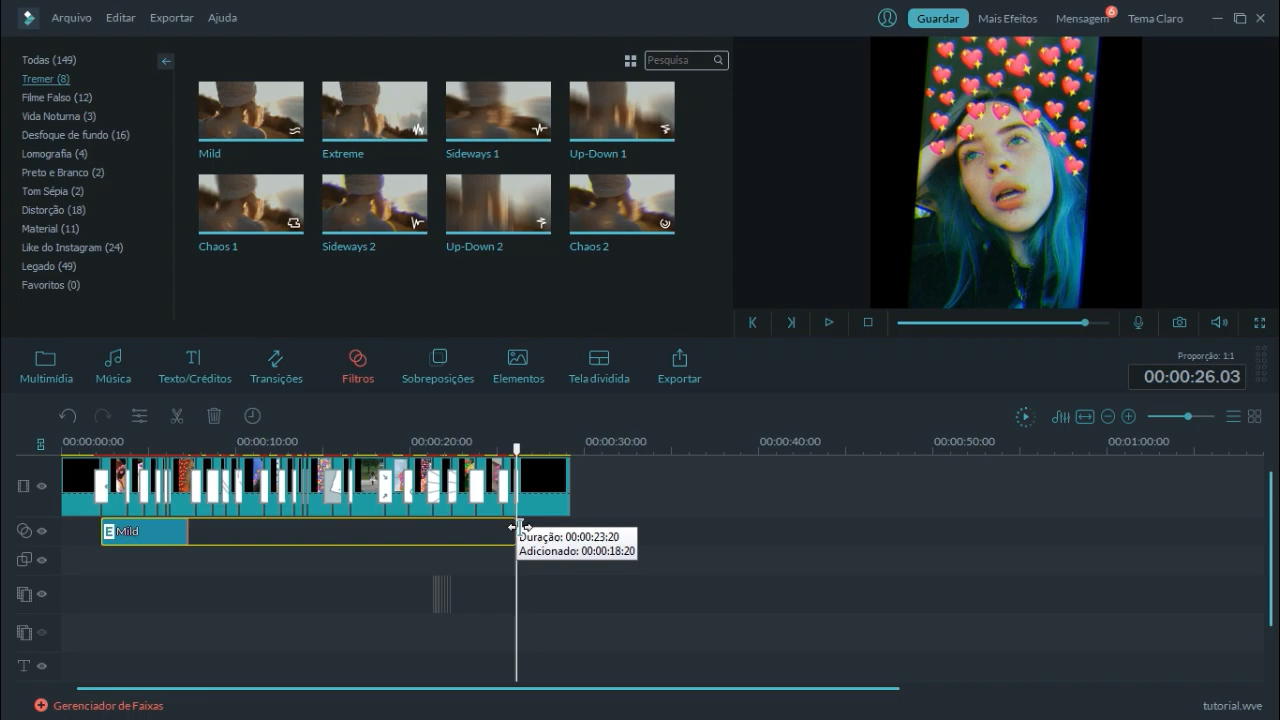 Arquivo Editar Exportar Ajuda
Guardar Mais Efeitos Mensagem 6 Tema Claro
Todas (149)
Tremer (8)
Filme Falso (12)
Vida Noturna (3)
Desfoque de fundo (16)
Lomografia (4)
Preto e Branco (2)
Tom Sépia (2)
Distorção (18)
Material (11)
Like do Instagram (24)
Legado (49)
Favoritos (0)
Pesquisa
Mild Extreme Sideways 1 Up-Down 1
Chaos 1 Sideways 2 Up-Down 2 Chaos 2
Multimídia Música Texto/Créditos Transições Filtros Sobreposições Elementos Tela dividida Exportar
Proporção: 1:1
00:00:26.03
00:00:00:00 00:00:10:00 00:00:20:00 00:00:30:00 00:00:40:00 00:00:50:00 00:01:00:00
E Mild
Duração: 00:00:23:20
Adicionado: 00:00:18:20
T
Gerenciador de Faixas
tutorial.wve